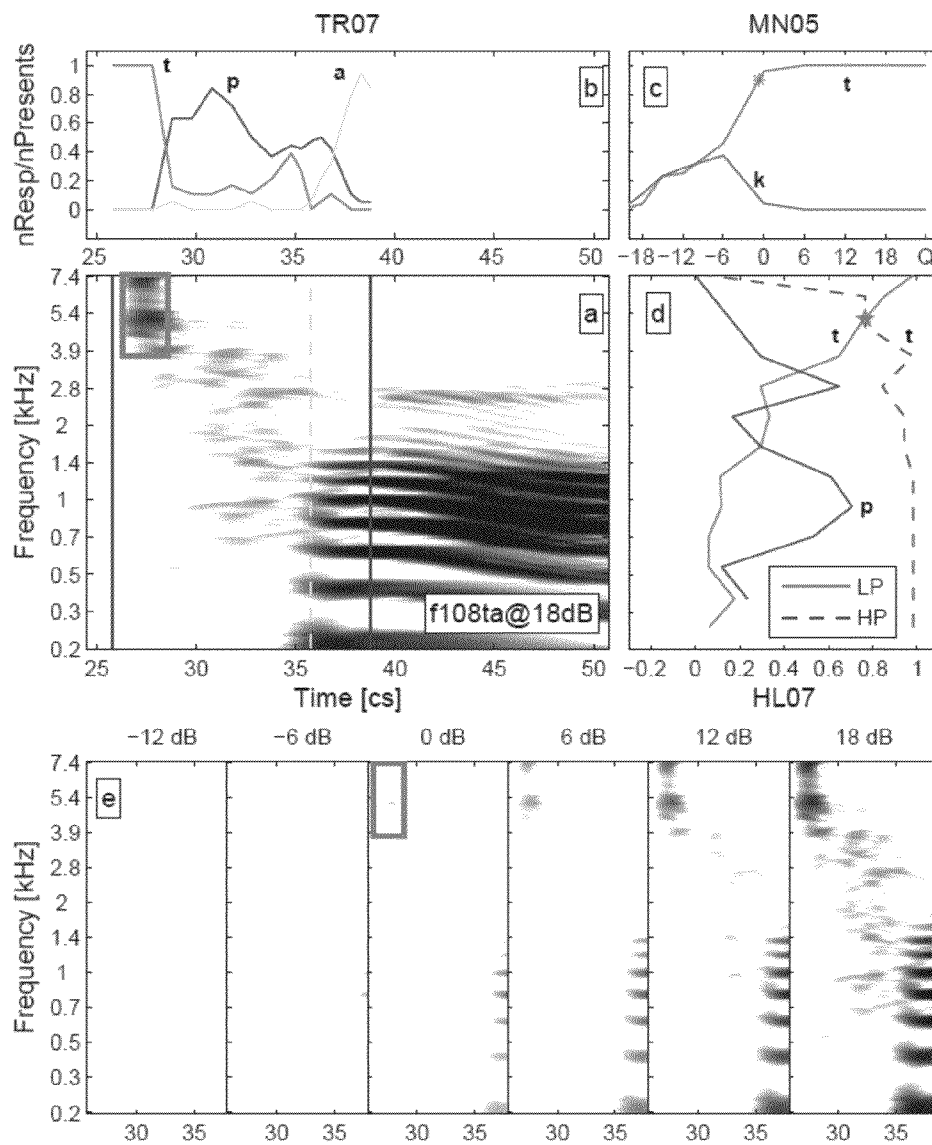 TR07
MN05
nResp/nPresents
1
0.8
0.6
0.4
0.2
0
t
p
a
b
25 30 35 40 45 50
c
t
k
−18 −12 −6 0 6 12 18 Q
Frequency [kHz]
7.4
5.4
3.9
2.8
2
1.4
1
0.7
0.5
0.3
0.2
a
f108ta@18dB
25 30 35 40 45 50
Time [cs]
d
t
t
p
LP
HP
−0.2 0 0.2 0.4 0.6 0.8 1
HL07
−12 dB −6 dB 0 dB 6 dB 12 dB 18 dB
Frequency [kHz]
7.4
5.4
3.9
2.8
2
1.4
1
0.7
0.5
0.3
0.2
e
30 35 30 35 30 35 30 35 30 35 30 35